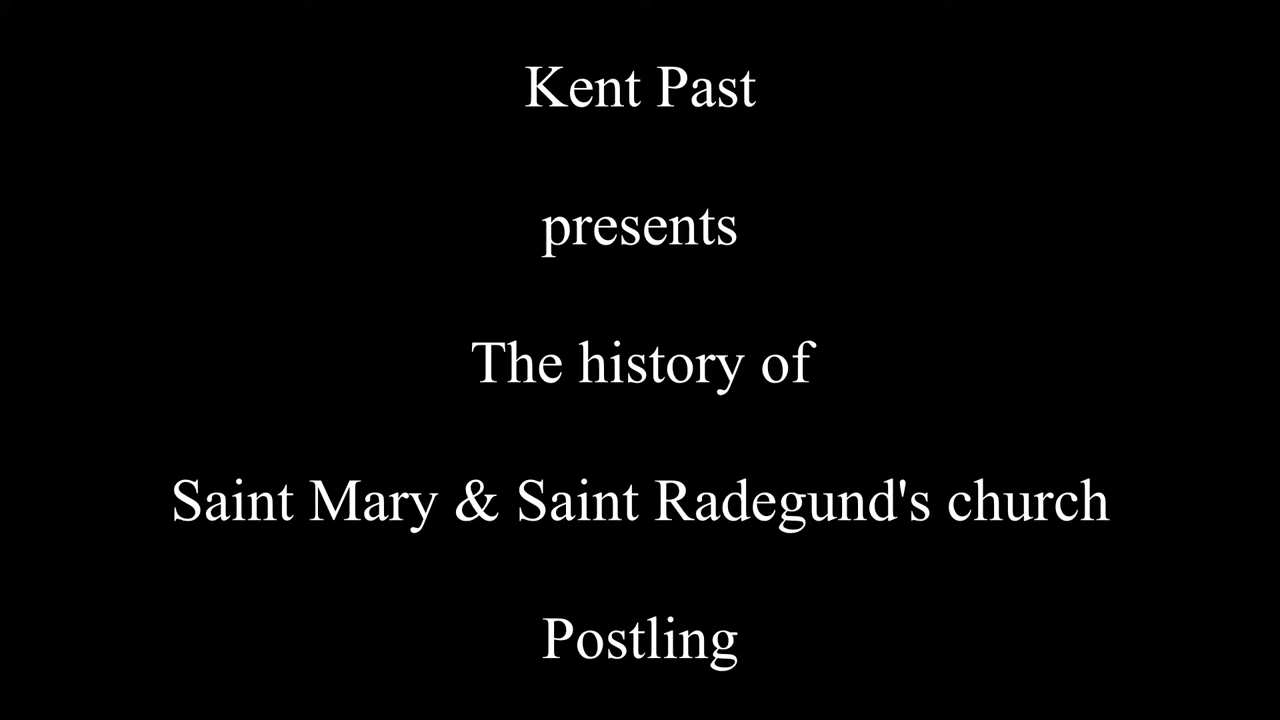 Kent Past
presents
The history of
Saint Mary & Saint Radegund's church
Postling